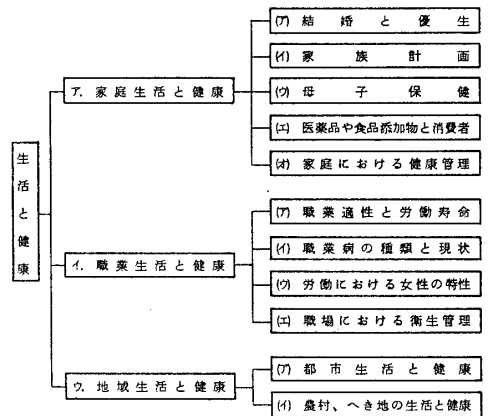 生活と健康
ア. 家庭生活と健康
(ア) 結婚と優生
(イ) 家族計画
(ウ) 母子保健
(エ) 医薬品や食品添加物と消費者
(オ) 家庭における健康管理
イ. 職業生活と健康
(ア) 職業適性と労働寿命
(イ) 職業病の種類と現状
(ウ) 労働における女性の特性
(エ) 職場における衛生管理
ウ. 地域生活と健康
(ア) 都市生活と健康
(イ) 農村、へき地の生活と健康